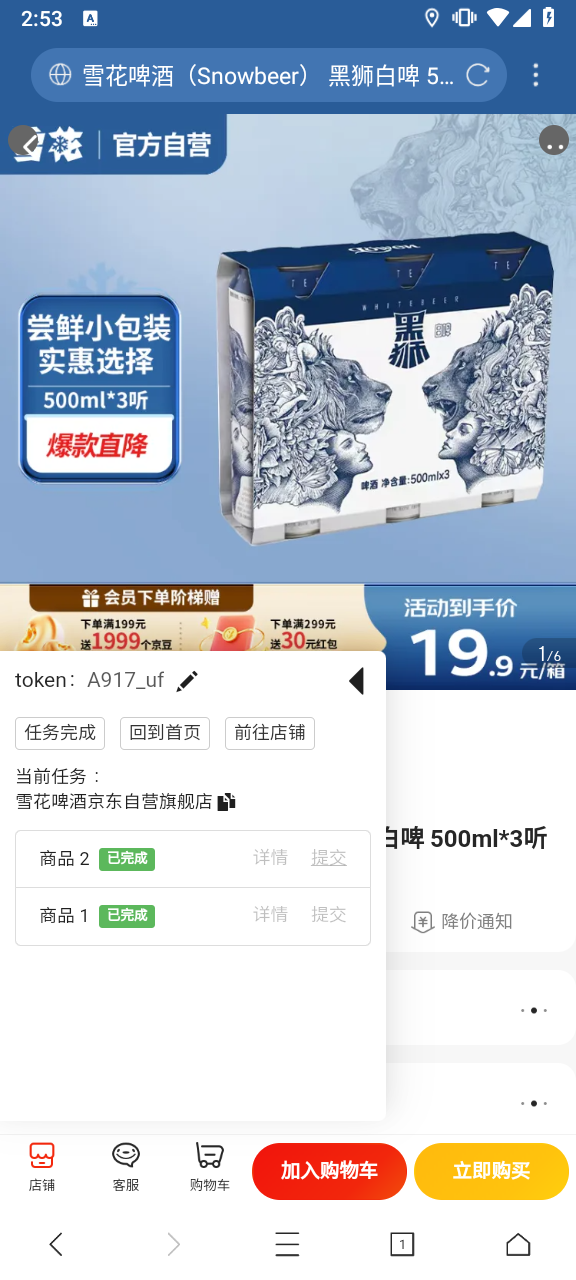 2:53
A
雪花啤酒（Snowbeer） 黑狮白啤 5...
雪花 官方自营
WHITEBEER
黑狮
白啤
啤酒 净含量:500mlx3
尝鲜小包装
实惠选择
500ml*3听
爆款直降
会员下单阶梯赠
下单满199元
送1999个京豆
下单满299元
送30元红包
活动到手价
19.9元/箱
1/6
token: A917_uf
任务完成 回到首页 前往店铺
当前任务：
雪花啤酒京东自营旗舰店
商品 2 已完成 详情 提交
商品 1 已完成 详情 提交
白啤 500ml*3听
降价通知
店铺 客服 购物车 加入购物车 立即购买
1